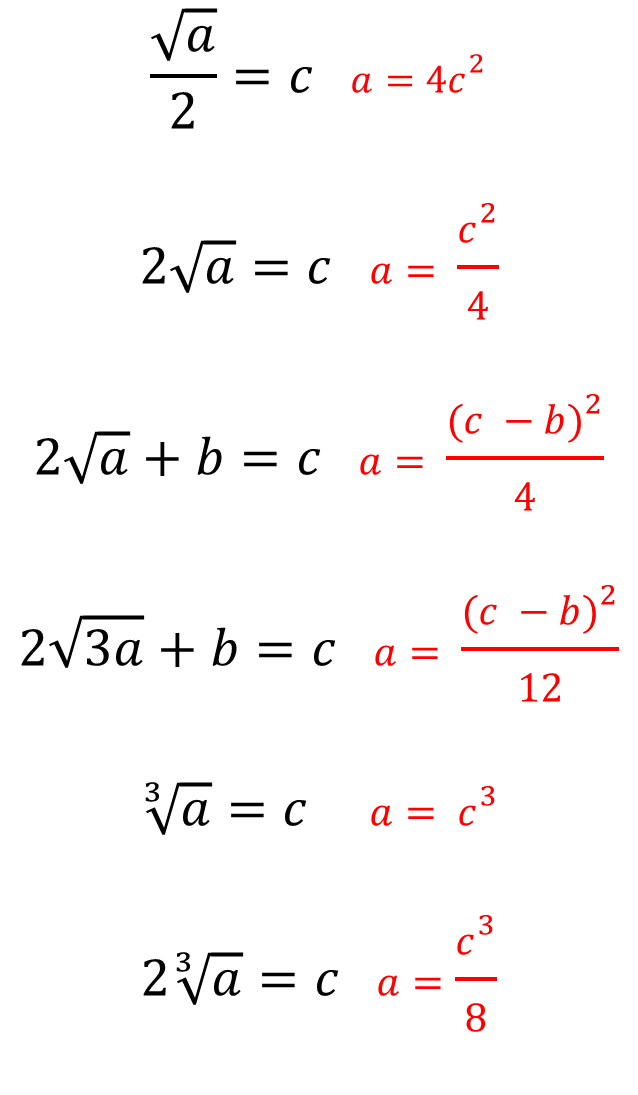 √a/2 = c a = 4c²
2√a = c a = c²/4
2√a + b = c a = (c − b)²/4
2√3a + b = c a = (c − b)²/12
∛a = c a = c³
2∛a = c a = c³/8